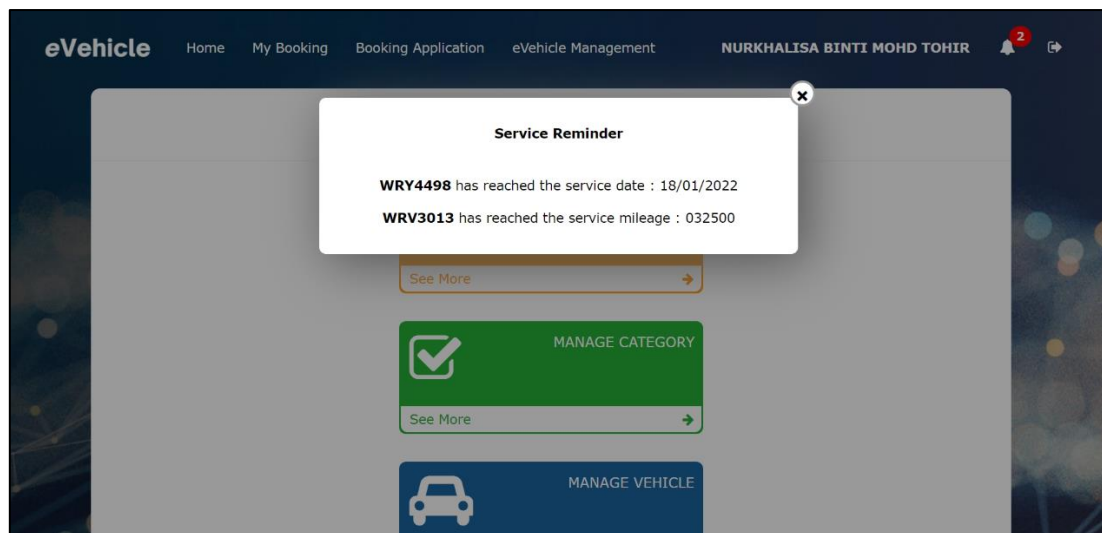 eVehicle Home My Booking Booking Application eVehicle Management NURKHALISA BINTI MOHD TOHIR 2
Service Reminder
WRY4498 has reached the service date : 18/01/2022
WRV3013 has reached the service mileage : 032500
See More
MANAGE CATEGORY
See More
MANAGE VEHICLE